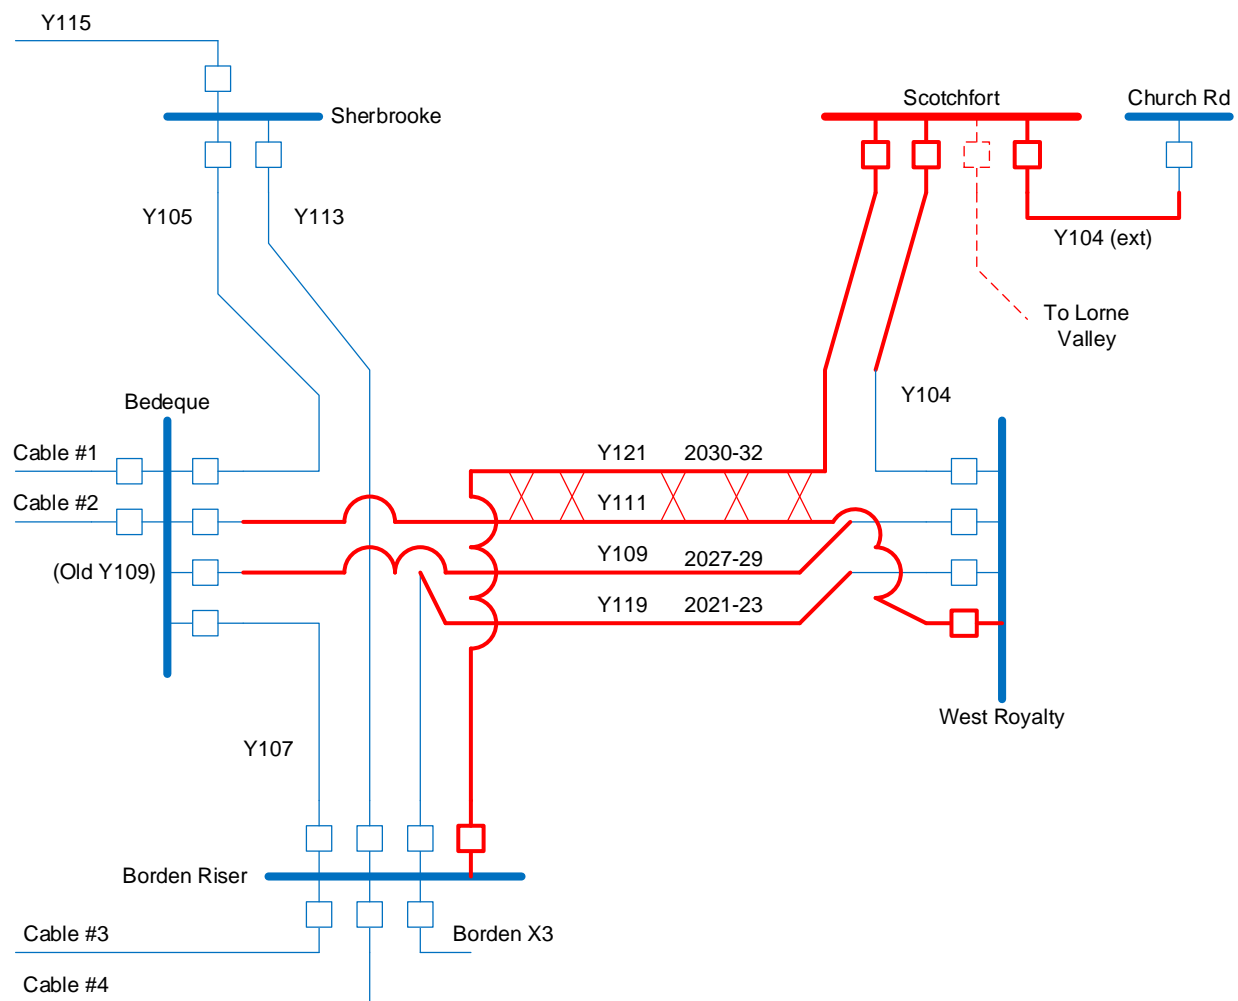 Y115
Scotchfort
Church Rd
Sherbrooke
Y105
Y113
Y104 (ext)
To Lorne
Valley
Bedeque
Y104
Cable #1
Y121
2030-32
Cable #2
Y111
(Old Y109)
Y109
2027-29
Y119
2021-23
West Royalty
Y107
Borden Riser
Cable #3
Borden X3
Cable #4